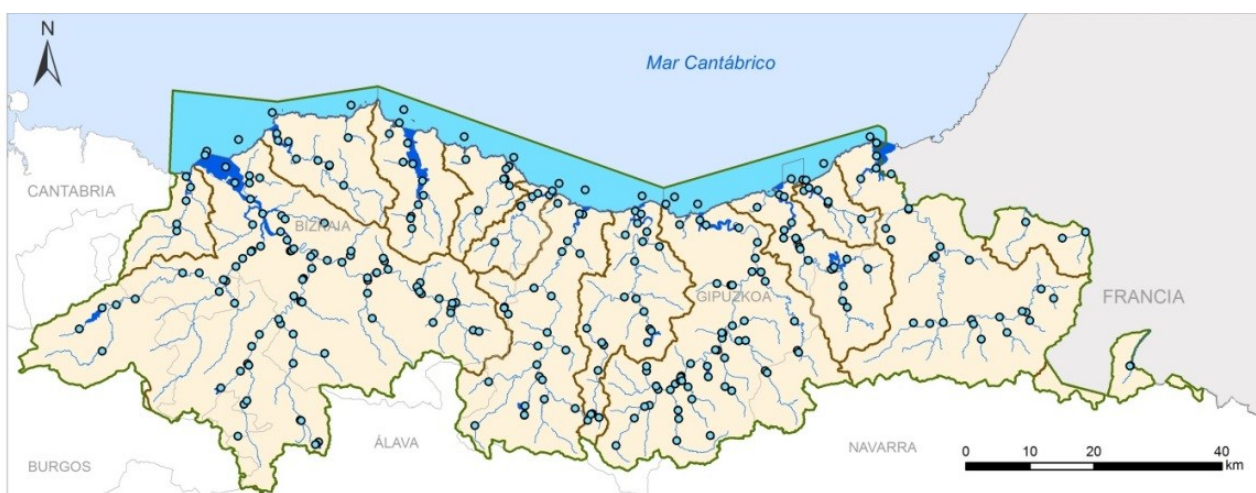 N
Mar Cantábrico
CANTABRIA
BIZKAIA
GIPUZKOA
FRANCIA
ÁLAVA
NAVARRA
BURGOS
0 10 20 40
km